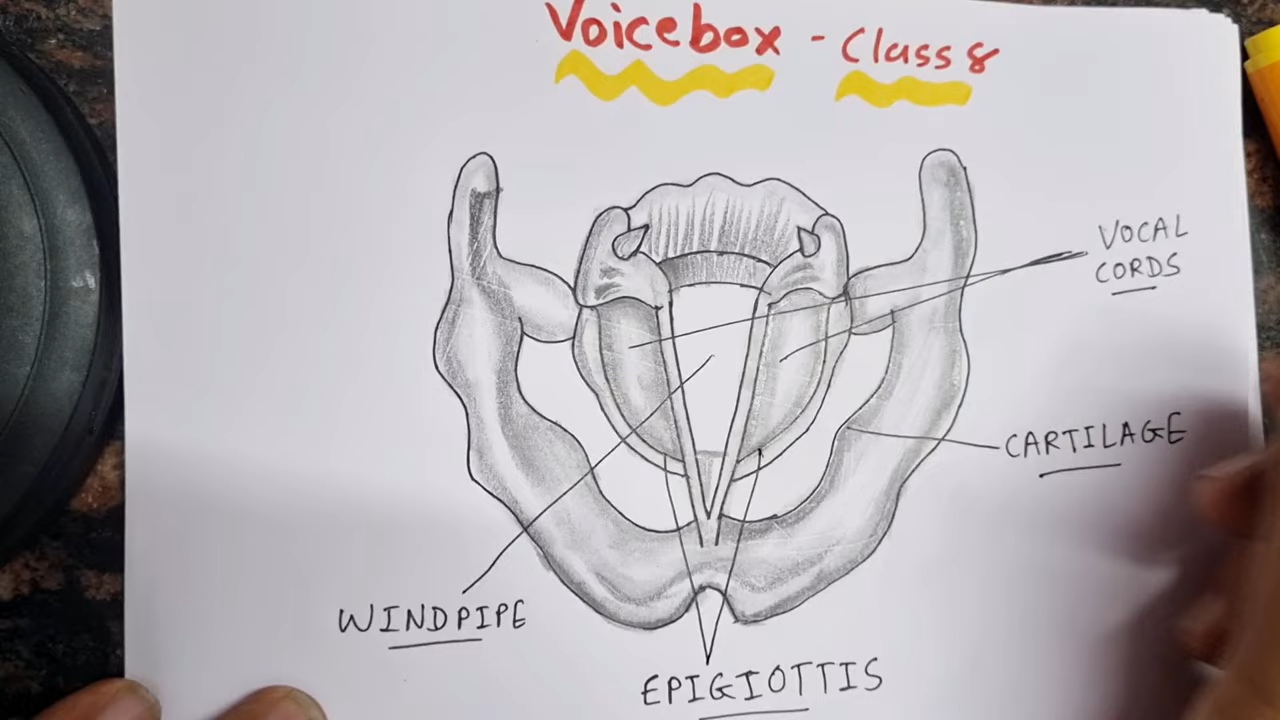 Voicebox - Class 8
VOCAL
CORDS
CARTILAGE
WINDPIPE
EPIGIOTTIS